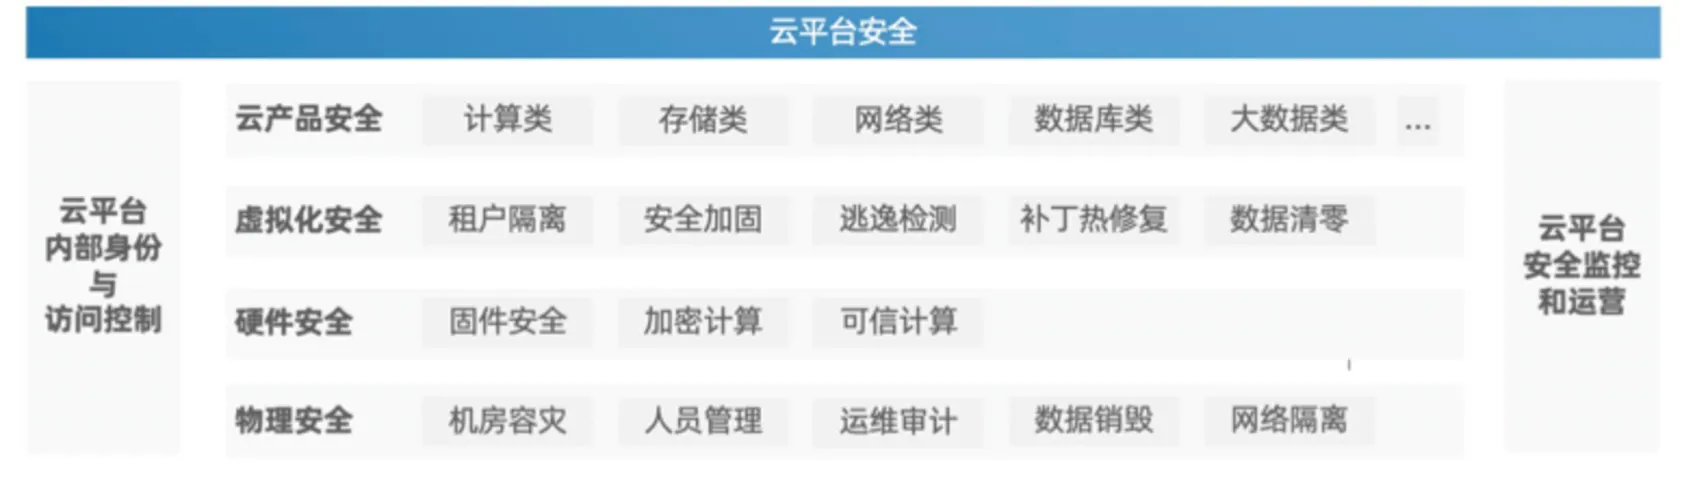 云平台安全
云平台
内部身份
与
访问控制
云产品安全 计算类 存储类 网络类 数据库类 大数据类 ...
虚拟化安全 租户隔离 安全加固 逃逸检测 补丁热修复 数据清零
硬件安全 固件安全 加密计算 可信计算
物理安全 机房容灾 人员管理 运维审计 数据销毁 网络隔离
云平台
安全监控
和运营